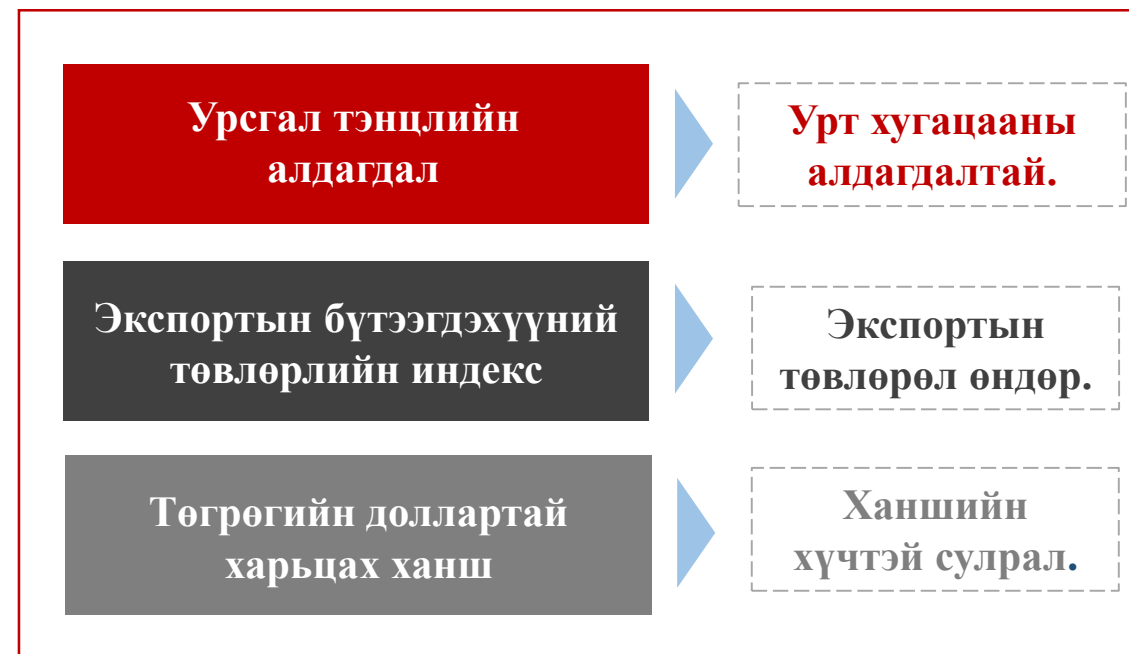 Урсгал тэнцлийн
алдагдал
Урт хугацааны
алдагдалтай.
Экспортын бүтээгдэхүүний
төвлөрлийн индекс
Экспортын
төвлөрөл өндөр.
Төгрөгийн доллартай
харьцах ханш
Ханшийн
хүчтэй сулрал.